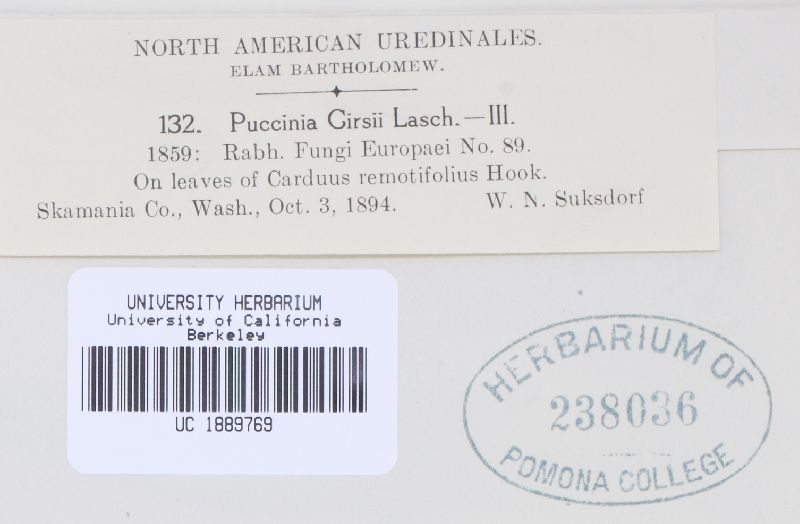 NORTH AMERICAN UREDINALES.
ELAM BARTHOLOMEW.
132. Puccinia Cirsii Lasch.—III.
1859: Rabh. Fungi Europaei No. 89.
On leaves of Carduus remotifolius Hook.
Skamania Co., Wash., Oct. 3, 1894. W. N. Suksdorf
UNIVERSITY HERBARIUM
University of California
Berkeley
UC 1889769
HERBARIUM OF
238036
POMONA COLLEGE